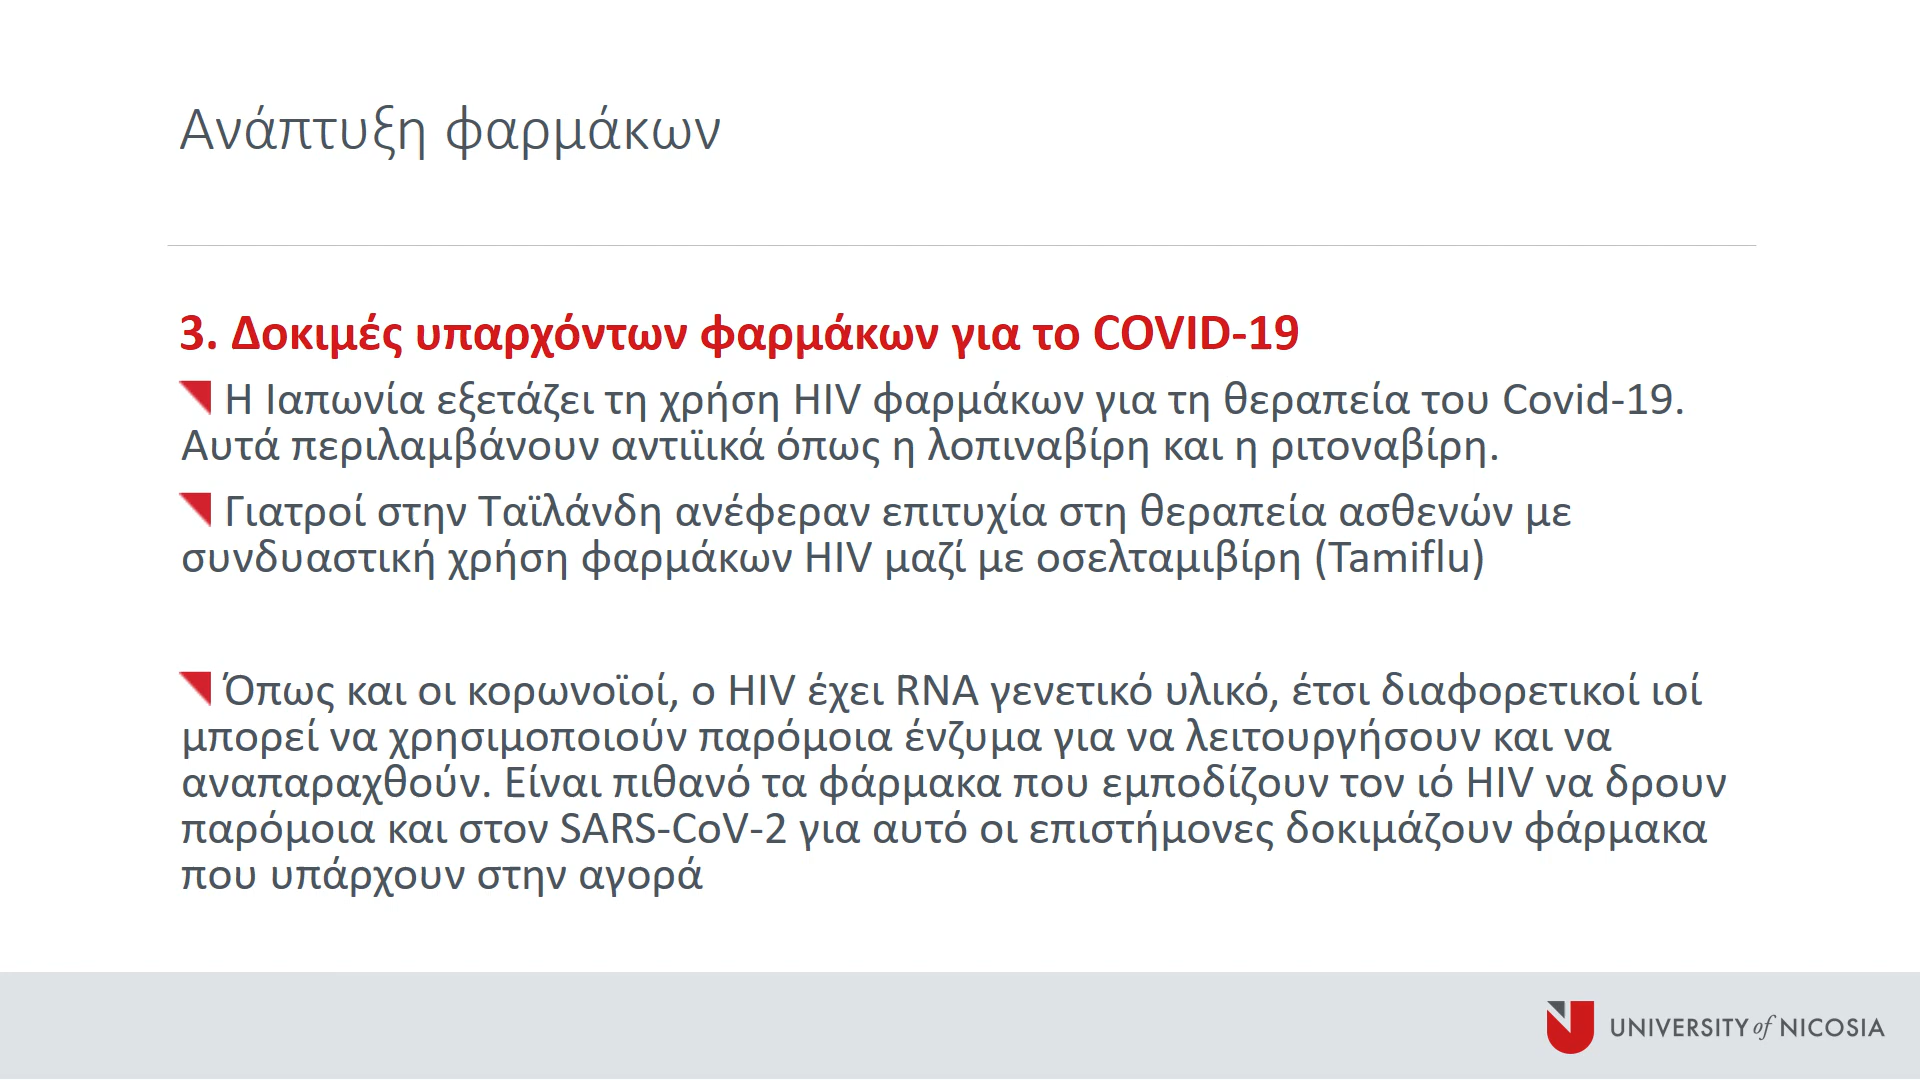 Ανάπτυξη φαρμάκων
3. Δοκιμές υπαρχόντων φαρμάκων για το COVID-19
Η Ιαπωνία εξετάζει τη χρήση HIV φαρμάκων για τη θεραπεία του Covid-19.
Αυτά περιλαμβάνουν αντιϊικά όπως η λοπιναβίρη και η ριτοναβίρη.
Γιατροί στην Ταϊλάνδη ανέφεραν επιτυχία στη θεραπεία ασθενών με
συνδυαστική χρήση φαρμάκων HIV μαζί με οσελταμιβίρη (Tamiflu)
Όπως και οι κορωνοϊοί, ο HIV έχει RNA γενετικό υλικό, έτσι διαφορετικοί ιοί
μπορεί να χρησιμοποιούν παρόμοια ένζυμα για να λειτουργήσουν και να
αναπαραχθούν. Είναι πιθανό τα φάρμακα που εμποδίζουν τον ιό HIV να δρουν
παρόμοια και στον SARS-CoV-2 για αυτό οι επιστήμονες δοκιμάζουν φάρμακα
που υπάρχουν στην αγορά
UNIVERSITY of NICOSIA